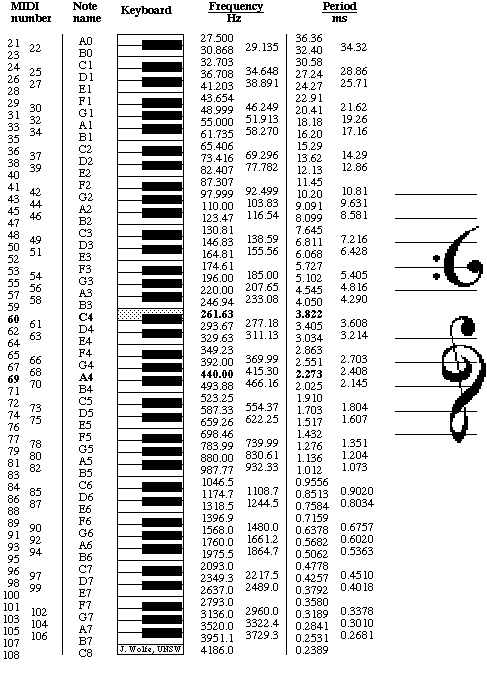 MIDI number Note name Keyboard Frequency Hz Period ms
21 A0 27.500 36.36
22 29.135 34.32
23 B0 30.868 32.40
24 C1 32.703 30.58
25 34.648 28.86
26 D1 36.708 27.24
27 38.891 25.71
28 E1 41.203 24.27
29 F1 43.654 22.91
30 46.249 21.62
31 G1 48.999 20.41
32 51.913 19.26
33 A1 55.000 18.18
34 58.270 17.16
35 B1 61.735 16.20
36 C2 65.406 15.29
37 69.296 14.29
38 D2 73.416 13.62
39 77.782 12.86
40 E2 82.407 12.13
41 F2 87.307 11.45
42 92.499 10.81
43 G2 97.999 10.20
44 103.83 9.631
45 A2 110.00 9.091
46 116.54 8.581
47 B2 123.47 8.099
48 C3 130.81 7.645
49 138.59 7.216
50 D3 146.83 6.811
51 155.56 6.428
52 E3 164.81 6.068
53 F3 174.61 5.727
54 185.00 5.405
55 G3 196.00 5.102
56 207.65 4.816
57 A3 220.00 4.545
58 233.08 4.290
59 B3 246.94 4.050
60 C4 261.63 3.822
61 277.18 3.608
62 D4 293.67 3.405
63 311.13 3.214
64 E4 329.63 3.034
65 F4 349.23 2.863
66 369.99 2.703
67 G4 392.00 2.551
68 415.30 2.408
69 A4 440.00 2.273
70 466.16 2.145
71 B4 493.88 2.025
72 C5 523.25 1.910
73 554.37 1.804
74 D5 587.33 1.703
75 622.25 1.607
76 E5 659.26 1.517
77 F5 698.46 1.432
78 739.99 1.351
79 G5 783.99 1.276
80 830.61 1.204
81 A5 880.00 1.136
82 932.33 1.073
83 B5 987.77 1.012
84 C6 1046.5 0.9556
85 1108.7 0.9020
86 D6 1174.7 0.8513
87 1244.5 0.8034
88 E6 1318.5 0.7584
89 F6 1396.9 0.7159
90 1480.0 0.6757
91 G6 1568.0 0.6378
92 1661.2 0.6020
93 A6 1760.0 0.5682
94 1864.7 0.5363
95 B6 1975.5 0.5062
96 C7 2093.0 0.4778
97 2217.5 0.4510
98 D7 2349.3 0.4257
99 2489.0 0.4018
100 E7 2637.0 0.3792
101 F7 2793.0 0.3580
102 2960.0 0.3378
103 G7 3136.0 0.3189
104 3322.4 0.3010
105 A7 3520.0 0.2841
106 3729.3 0.2681
107 B7 3951.1 0.2531
108 C8 J. Wolfe, UNSW 4186.0 0.2389